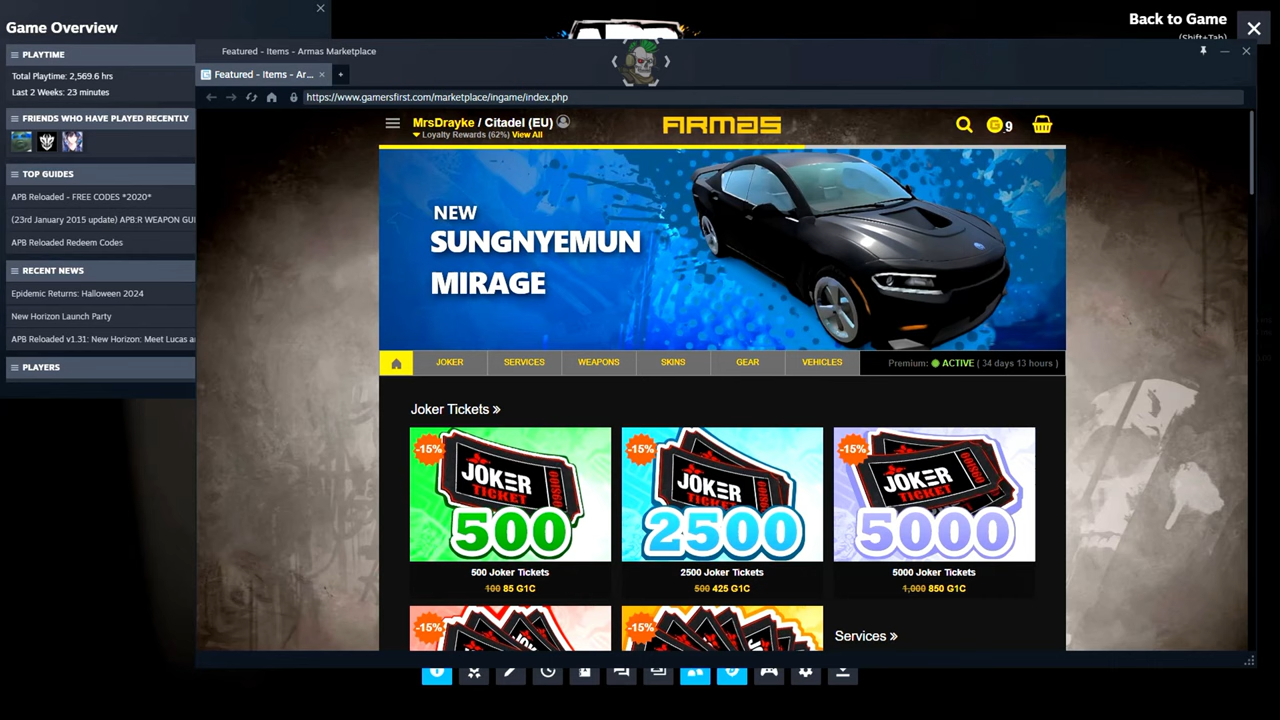 Game Overview
PLAYTIME
Total Playtime: 2,569.6 hrs
Last 2 Weeks: 23 minutes
FRIENDS WHO HAVE PLAYED RECENTLY
TOP GUIDES
APB Reloaded - FREE CODES *2020*
(23rd January 2015 update) APB:R WEAPON GUI
APB Reloaded Redeem Codes
RECENT NEWS
Epidemic Returns: Halloween 2024
New Horizon Launch Party
APB Reloaded v1.31: New Horizon: Meet Lucas a
PLAYERS
Back to Game
(Shift+Tab)
Featured - Items - Armas Marketplace
Featured - Items - Ar...
https://www.gamersfirst.com/marketplace/ingame/index.php
MrsDrayke / Citadel (EU)
Loyalty Rewards (62%) View All
ARMAS
9
NEW
SUNGNYEMUN
MIRAGE
JOKER SERVICES WEAPONS SKINS GEAR VEHICLES
Premium: ACTIVE ( 34 days 13 hours )
Joker Tickets »
-15% JOKER TICKET 500
-15% JOKER TICKET 2500
-15% JOKER TICKET 5000
500 Joker Tickets
100 85 G1C
2500 Joker Tickets
500 425 G1C
5000 Joker Tickets
1,000 850 G1C
-15%
-15%
Services »